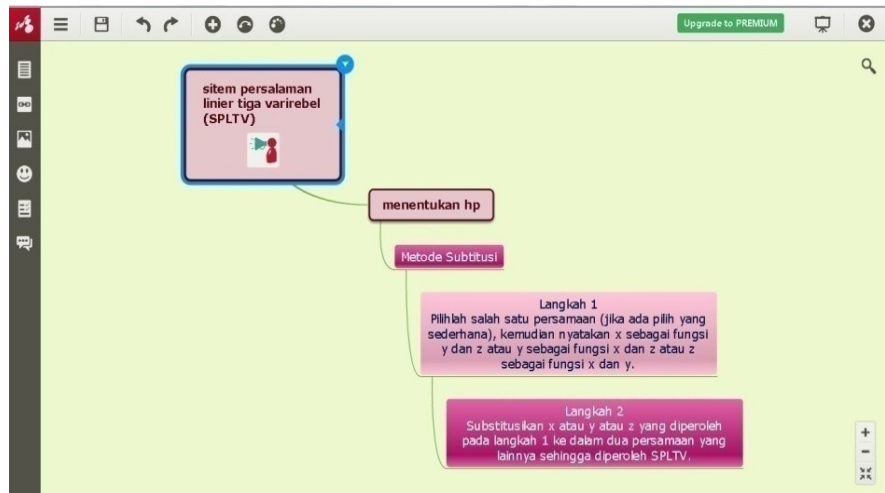 Upgrade to PREMIUM
sitem persalaman
linier tiga varirebel
(SPLTV)
menentukan hp
Metode Subtitusi
Langkah 1
Pilihlah salah satu persamaan (jika ada pilih yang
sederhana), kemudian nyatakan x sebagai fungsi
y dan z atau y sebagai fungsi x dan z atau z
sebagai fungsi x dan y.
Langkah 2
Substitusikan x atau y atau z yang diperoleh
pada langkah 1 ke dalam dua persamaan yang
lainnya sehingga diperoleh SPLTV.